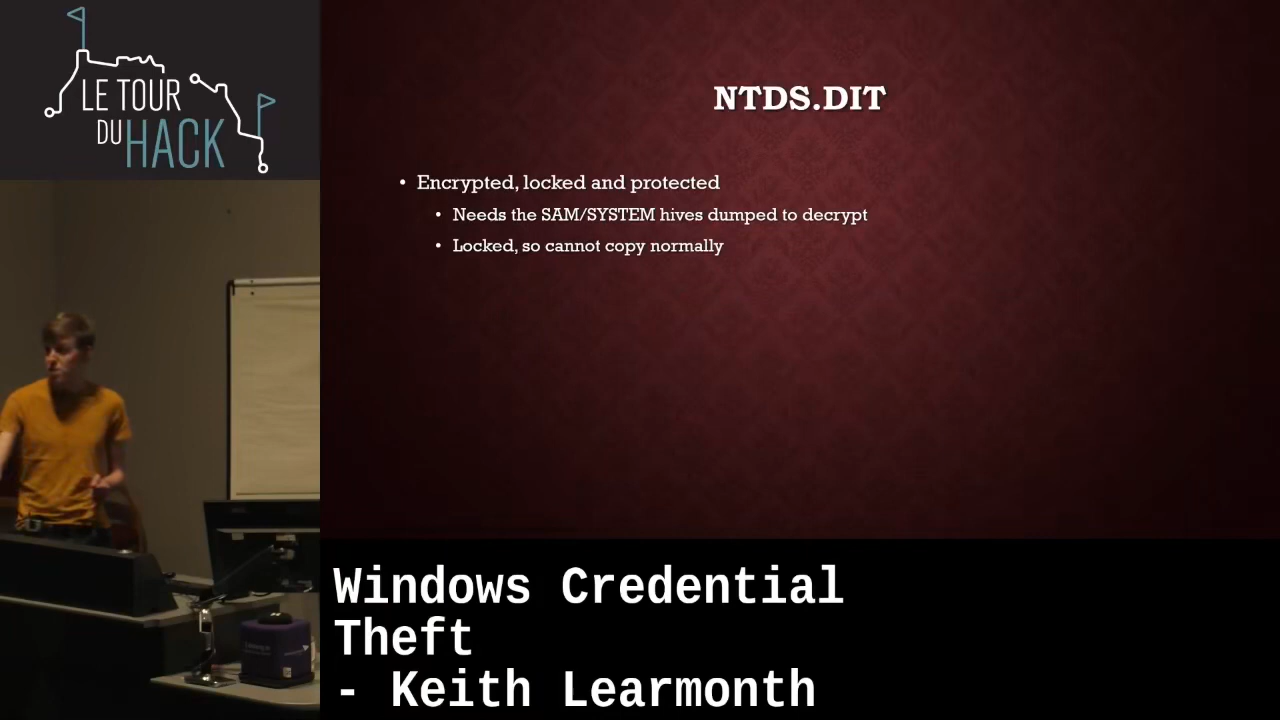 LE TOUR
DU HACK
NTDS.DIT
• Encrypted, locked and protected
• Needs the SAM/SYSTEM hives dumped to decrypt
• Locked, so cannot copy normally
Windows Credential
Theft
- Keith Learmonth